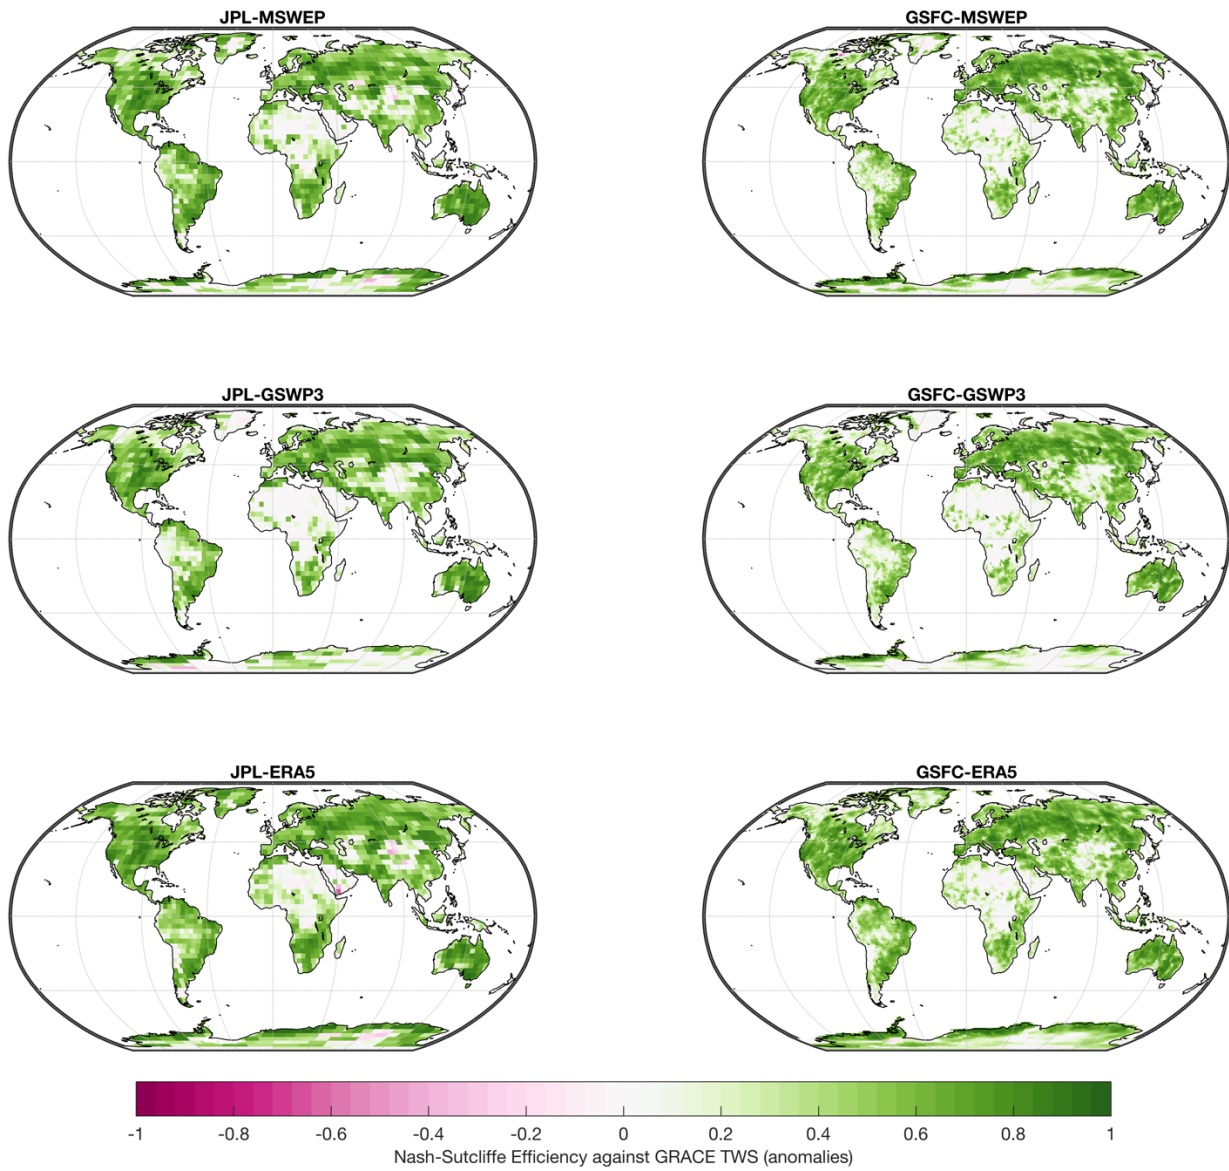 JPL-MSWEP
GSFC-MSWEP
JPL-GSWP3
GSFC-GSWP3
JPL-ERA5
GSFC-ERA5
-1 -0.8 -0.6 -0.4 -0.2 0 0.2 0.4 0.6 0.8 1
Nash-Sutcliffe Efficiency against GRACE TWS (anomalies)